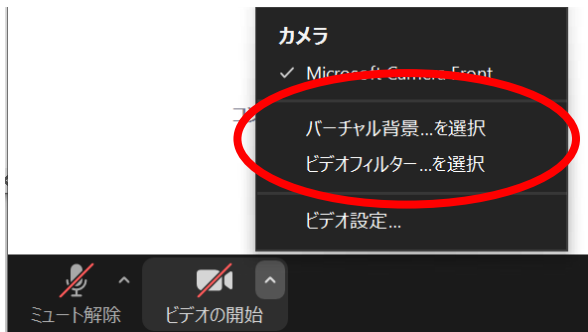 カメラ
Microsoft Camera Front
バーチャル背景...を選択
ビデオフィルター...を選択
ビデオ設定...
ミュート解除
ビデオの開始